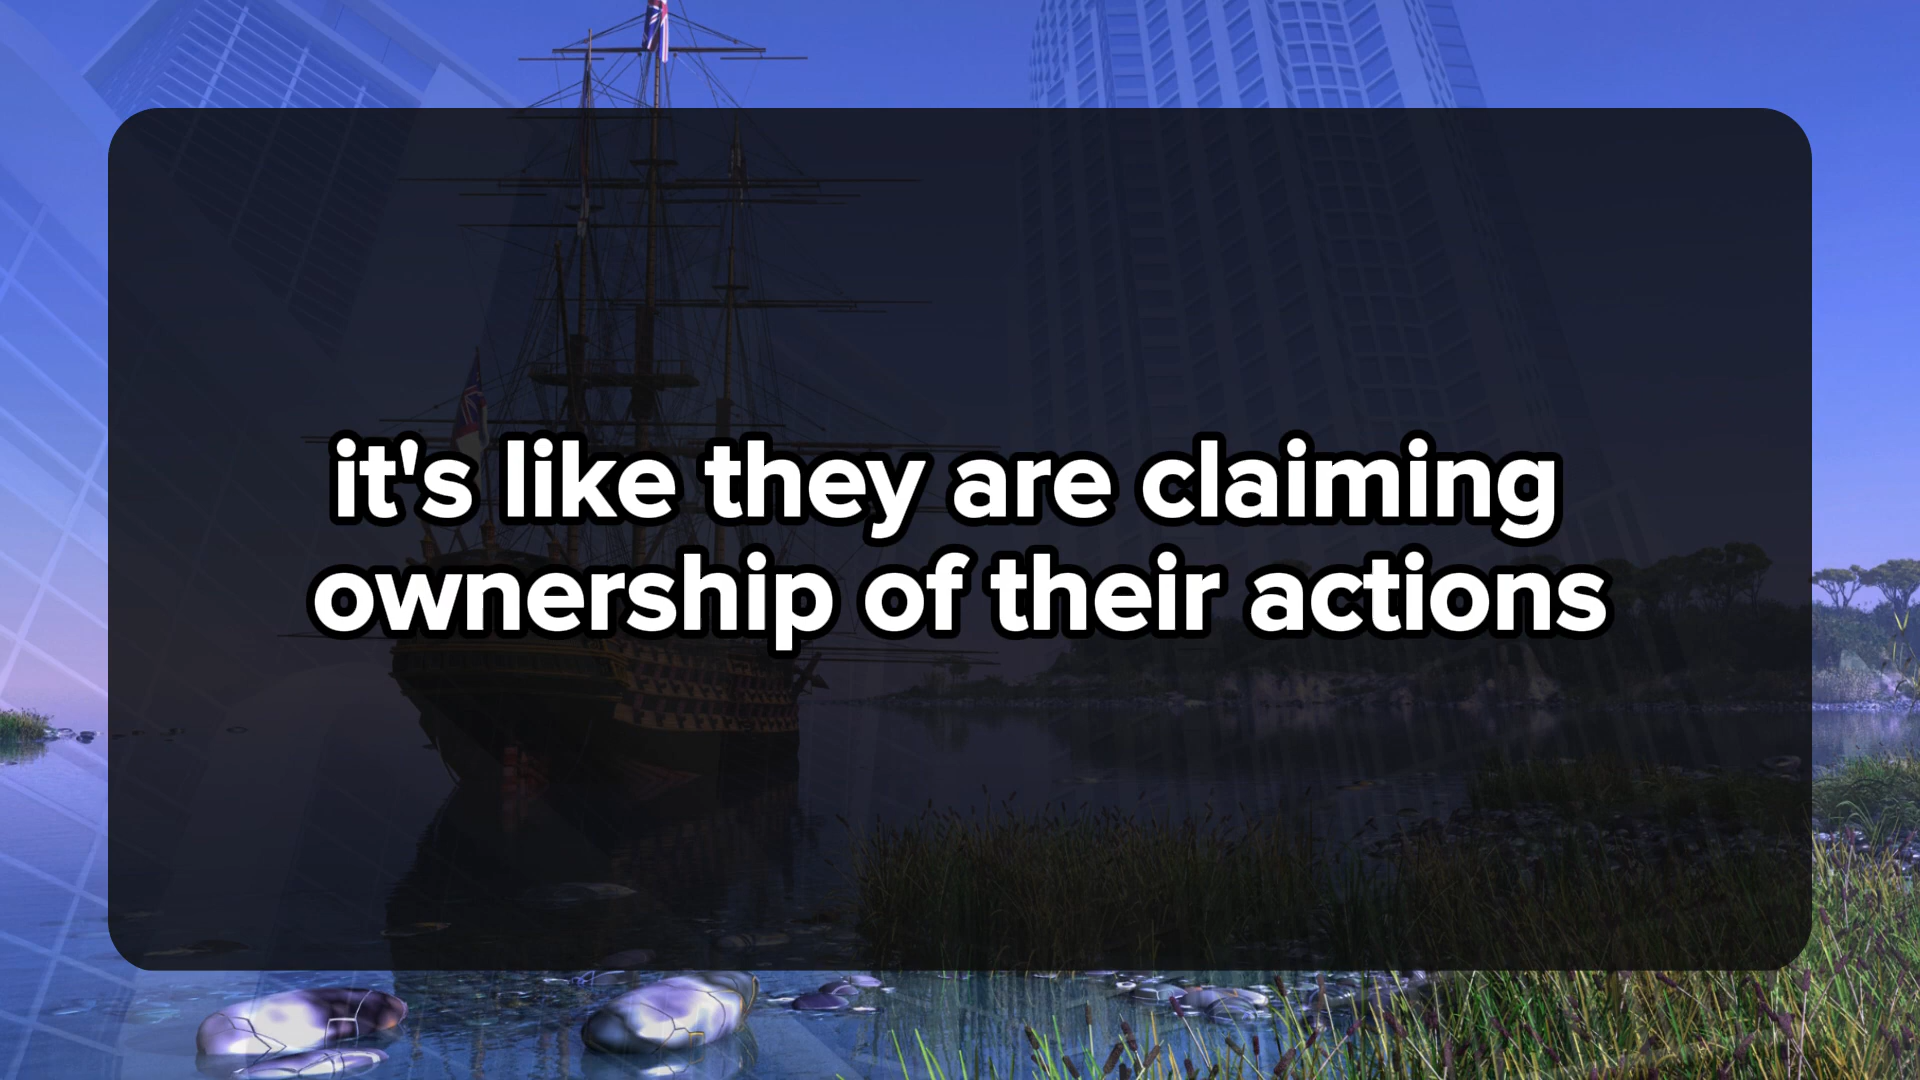 it's like they are claiming
ownership of their actions